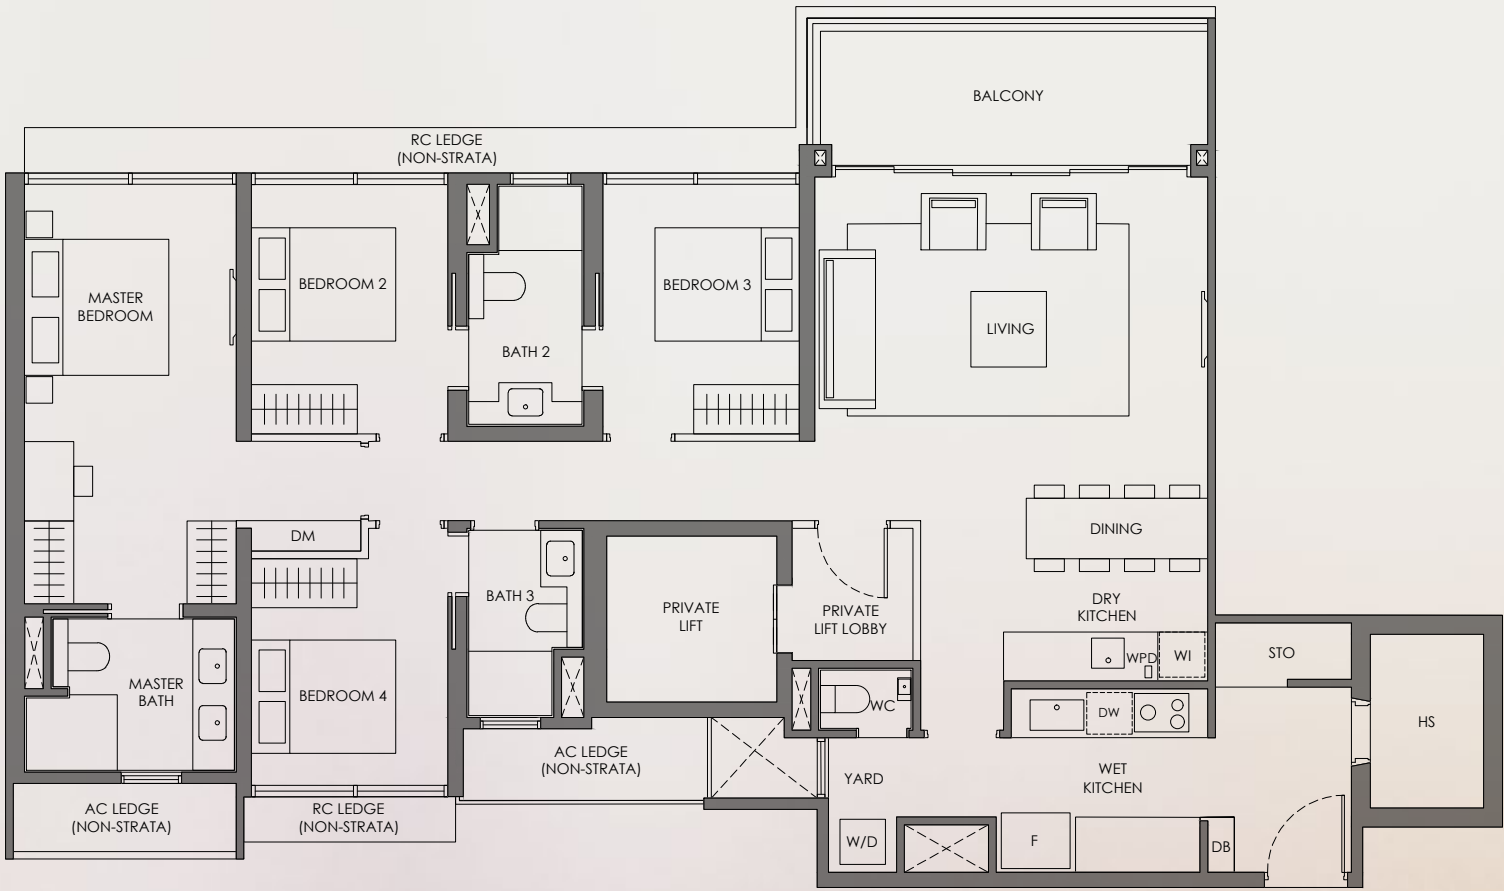 BALCONY
RC LEDGE
(NON-STRATA)
MASTER
BEDROOM
BEDROOM 2
BATH 2
BEDROOM 3
LIVING
DM
BATH 3
PRIVATE
LIFT
PRIVATE
LIFT LOBBY
DINING
DRY
KITCHEN
WPD
WI
STO
MASTER
BATH
BEDROOM 4
WC
DW
HS
AC LEDGE
(NON-STRATA)
YARD
WET
KITCHEN
AC LEDGE
(NON-STRATA)
RC LEDGE
(NON-STRATA)
W/D
F
DB